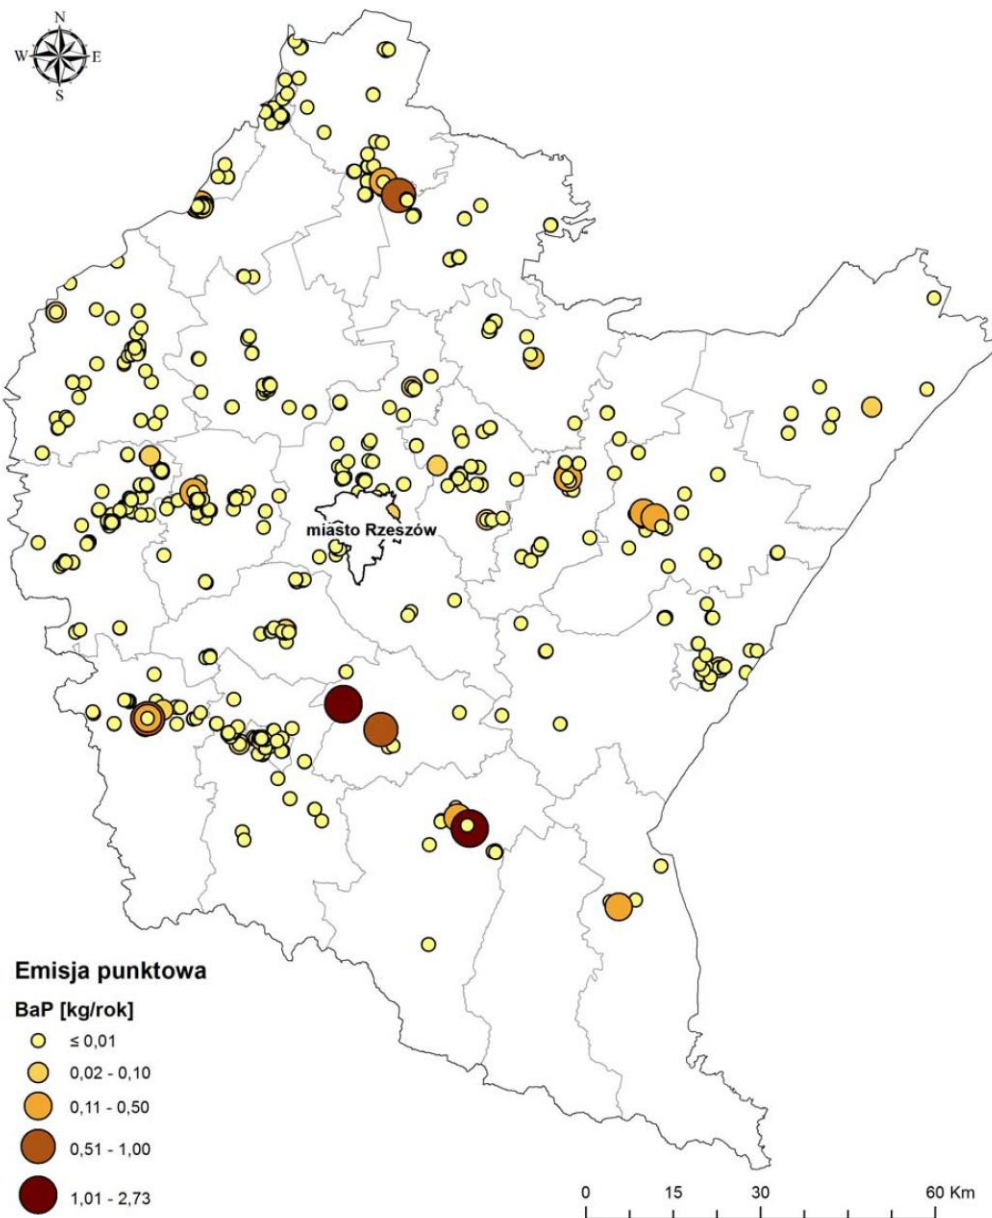 N
W E
S
miasto Rzeszów
Emisja punktowa
BaP [kg/rok]
≤ 0,01
0,02 - 0,10
0,11 - 0,50
0,51 - 1,00
1,01 - 2,73
0 15 30 60 Km